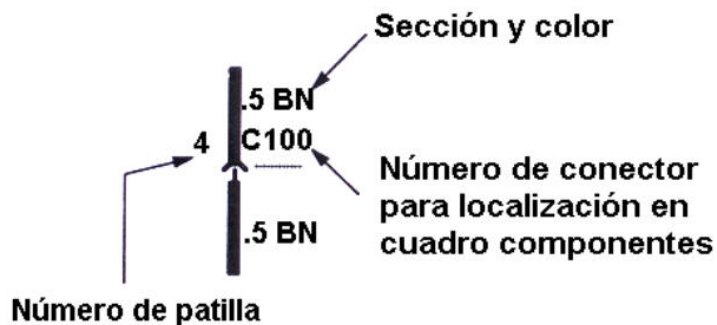 Sección y color
.5 BN
4 C100
Número de conector
para localización en
cuadro componentes
.5 BN
Número de patilla